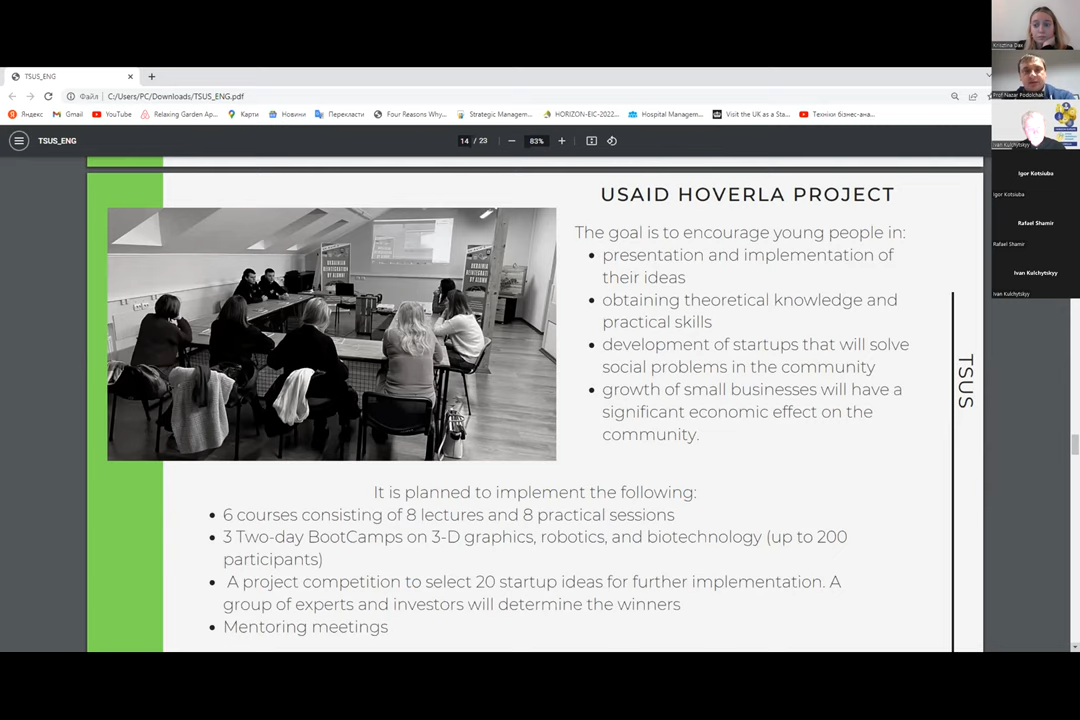 TSUS_ENG
Файл
C:/Users/PC/Downloads/TSUS_ENG.pdf
Яндекс
Gmail
YouTube
Relaxing Garden Ap...
Карти
Новини
Перекласти
Four Reasons Why...
Strategic Managem...
HORIZON-EIC-2022...
Hospital Managem...
Visit the UK as a Sta...
Техніки бізнес-ана...
TSUS_ENG
14 / 23
83%
USAID HOVERLA PROJECT
The goal is to encourage young people in:
• presentation and implementation of
their ideas
• obtaining theoretical knowledge and
practical skills
• development of startups that will solve
social problems in the community
• growth of small businesses will have a
significant economic effect on the
community.
TSUS
It is planned to implement the following:
• 6 courses consisting of 8 lectures and 8 practical sessions
• 3 Two-day BootCamps on 3-D graphics, robotics, and biotechnology (up to 200
participants)
• A project competition to select 20 startup ideas for further implementation. A
group of experts and investors will determine the winners
• Mentoring meetings
Krisztina Dax
Prof Nazar Podolchak
Ivan Kulchytskyy
Igor Kotsiuba
Igor Kotsiuba
Rafael Shamir
Rafael Shamir
Ivan Kulchytskyy
Ivan Kulchytskyy